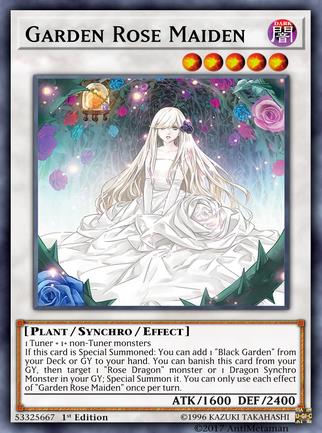 GARDEN ROSE MAIDEN
DARK
闇
[PLANT / SYNCHRO / EFFECT]
1 Tuner + 1+ non-Tuner monsters
If this card is Special Summoned: You can add 1 "Black Garden" from
your Deck or GY to your hand. You can banish this card from your
GY, then target 1 "Rose Dragon" monster or 1 Dragon Synchro
Monster in your GY; Special Summon it. You can only use each effect
of "Garden Rose Maiden" once per turn.
ATK/1600 DEF/2400
53325667 1st Edition ©1996 KAZUKI TAKAHASHI
©2017 AntiMetaman